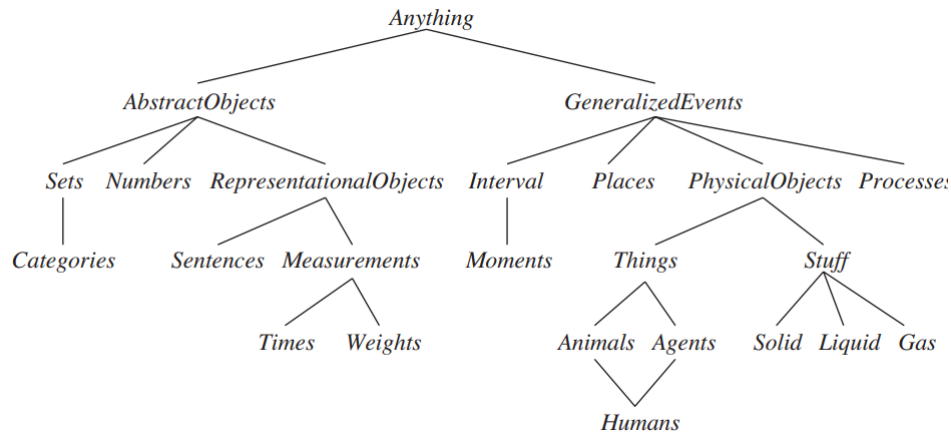 Anything
AbstractObjects GeneralizedEvents
Sets Numbers RepresentationalObjects Interval Places PhysicalObjects Processes
Categories Sentences Measurements Moments Things Stuff
Times Weights Animals Agents Solid Liquid Gas
Humans